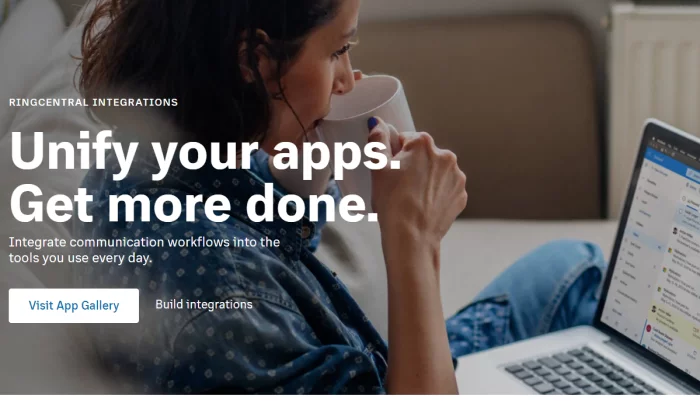 RINGCENTRAL INTEGRATIONS
Unify your apps.
Get more done.
Integrate communication workflows into the
tools you use every day.
Visit App Gallery
Build integrations